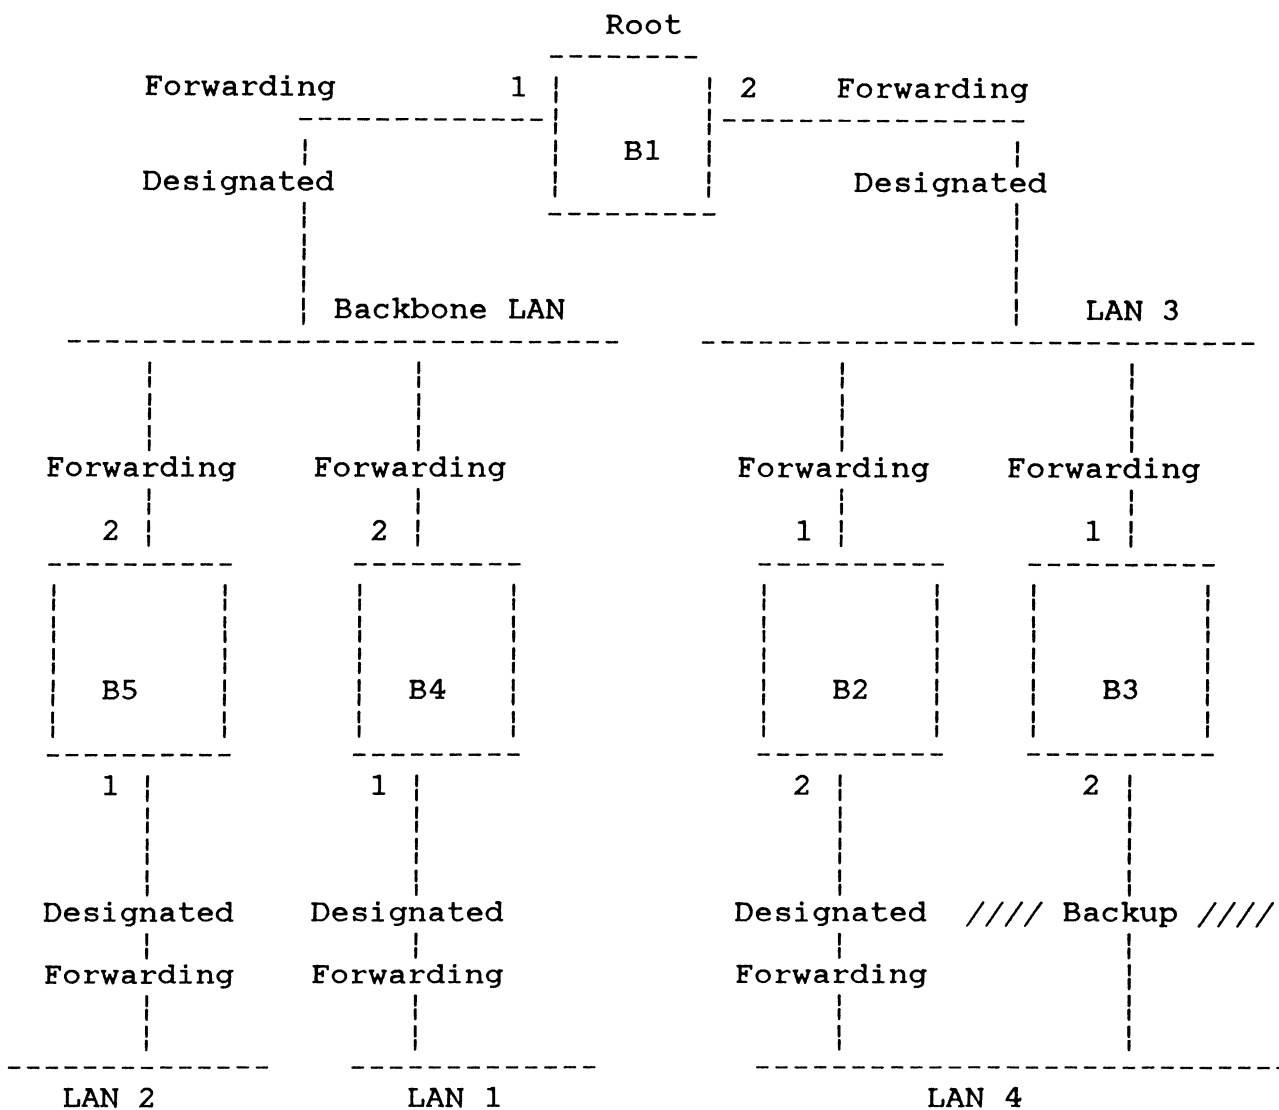 Root
Forwarding 1 2 Forwarding
B1
Designated Designated
Backbone LAN LAN 3
Forwarding Forwarding Forwarding Forwarding
2 2 1 1
B5 B4 B2 B3
1 1 2 2
Designated Designated Designated //// Backup ////
Forwarding Forwarding Forwarding
LAN 2 LAN 1 LAN 4